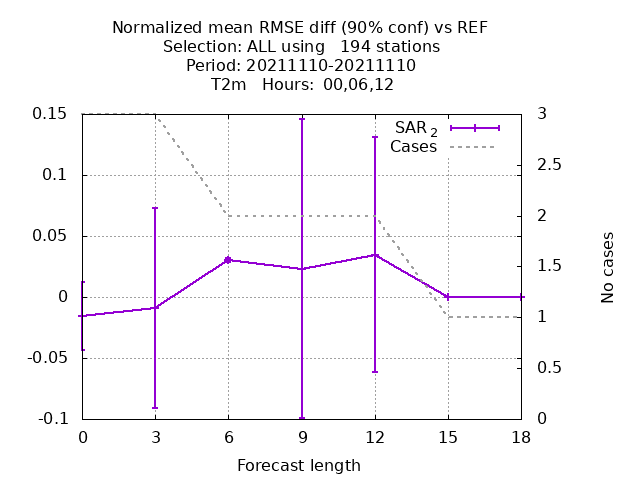 Normalized mean RMSE diff (90% conf) vs REF
Selection: ALL using   194 stations
Period: 20211110-20211110
T2m   Hours:  00,06,12
0.15
0.1
0.05
0
-0.05
-0.1
SAR 2
Cases
3
2.5
2
1.5
1
0.5
0
No cases
0 3 6 9 12 15 18
Forecast length